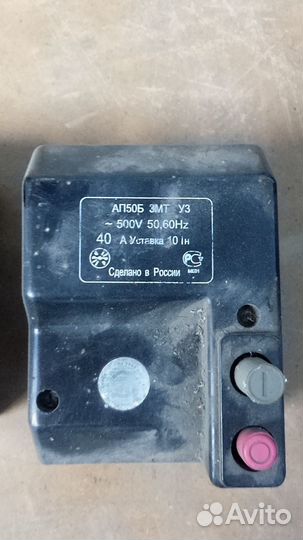 АП50Б 3МТ У3
~ 500V 50,60Hz
40 А Уставка 10 Iн
Сделано в России
Avito